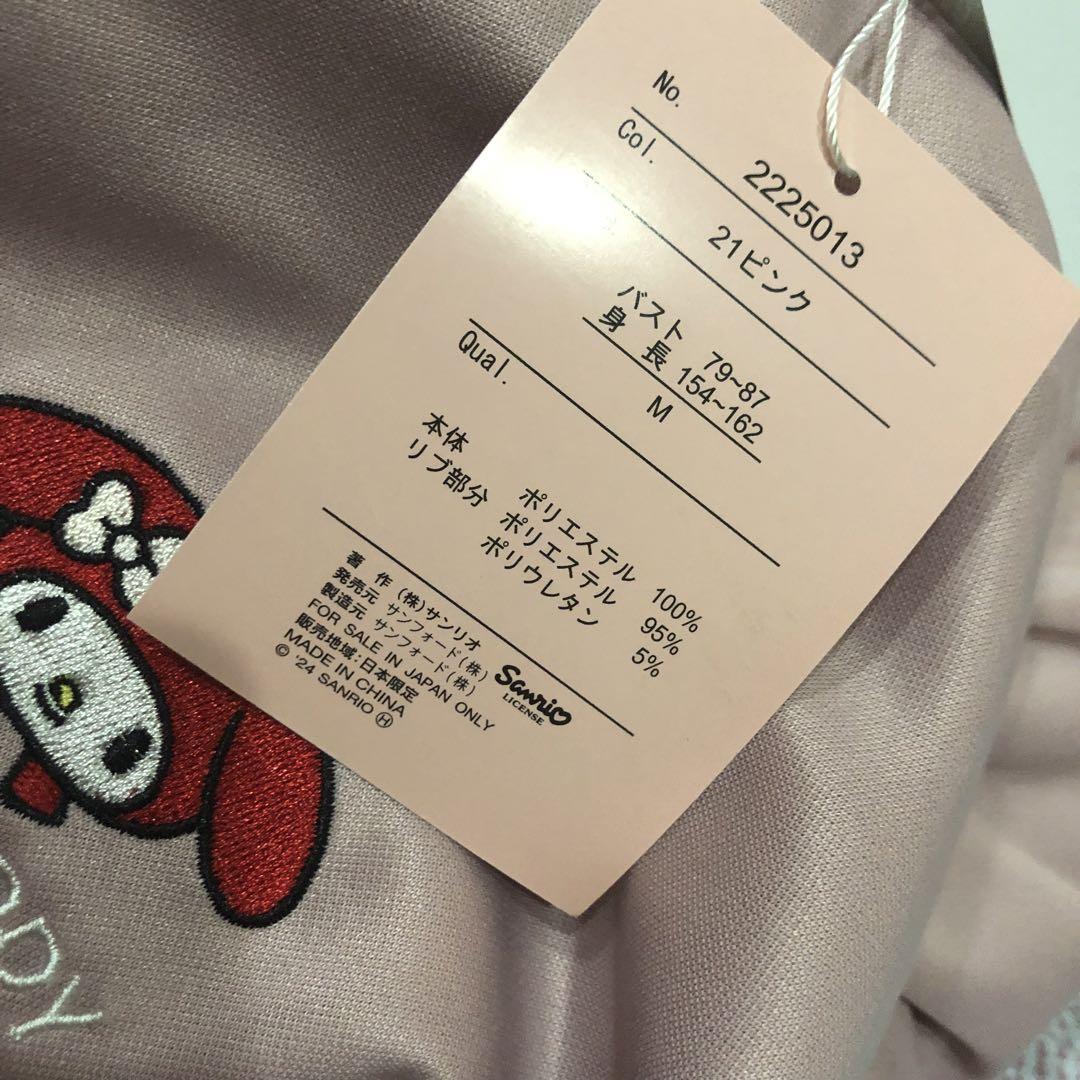 No. 2225013
Col. 21ピンク
バスト 79~87
身長 154~162
M
Qual.
本体 ポリエステル 100%
リブ部分 ポリエステル 95%
ポリウレタン 5%
著作 (株)サンリオ
発売元 サンフォード(株)
製造元 サンフォード(株)
FOR SALE IN JAPAN ONLY
販売地域:日本限定
MADE IN CHINA
© '24 SANRIO Ⓗ
Sanrio
LICENSE